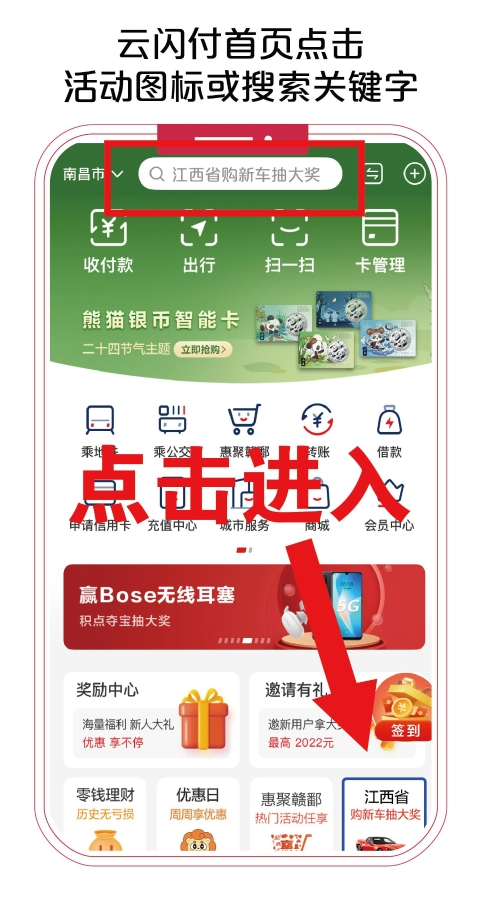 云闪付首页点击
活动图标或搜索关键字
南昌市
江西省购新车抽大奖
收付款 出行 扫一扫 卡管理
熊猫银币智能卡
二十四节气主题 立即抢购>
乘地铁 乘公交 惠聚赣鄱 转账 借款
点击进入
申请信用卡 充值中心 城市服务 商城 会员中心
赢Bose无线耳塞
积点夺宝抽大奖
5G
奖励中心 邀请有礼
海量福利 新人大礼 邀新用户拿大
优惠 享不停 最高 2022元
签到
零钱理财 优惠日 惠聚赣鄱 江西省
历史无亏损 周周享优惠 热门活动任享 购新车抽大奖